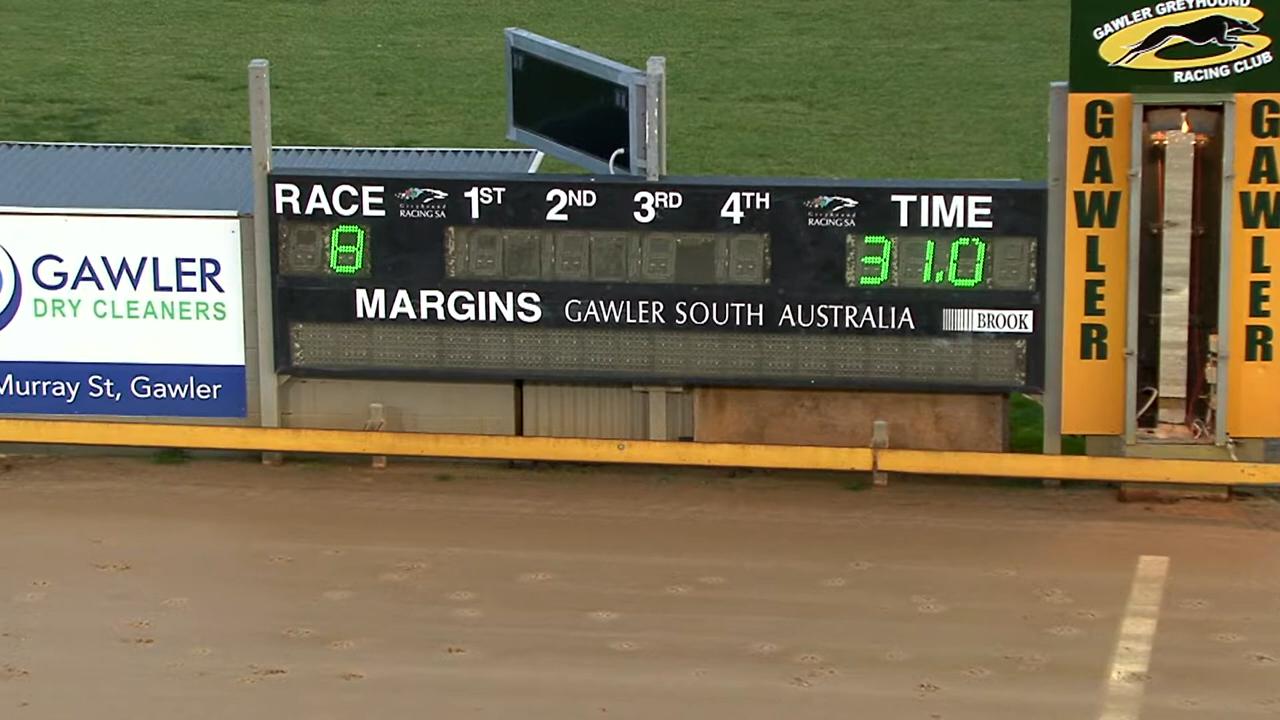 GAWLER GREYHOUND
RACING CLUB
GAWLER
GAWLER
RACE
Greyhound
RACING SA
1ST 2ND 3RD 4TH
Greyhound
RACING SA
TIME
8
31.0
MARGINS GAWLER SOUTH AUSTRALIA BROOK
GAWLER
DRY CLEANERS
Murray St, Gawler